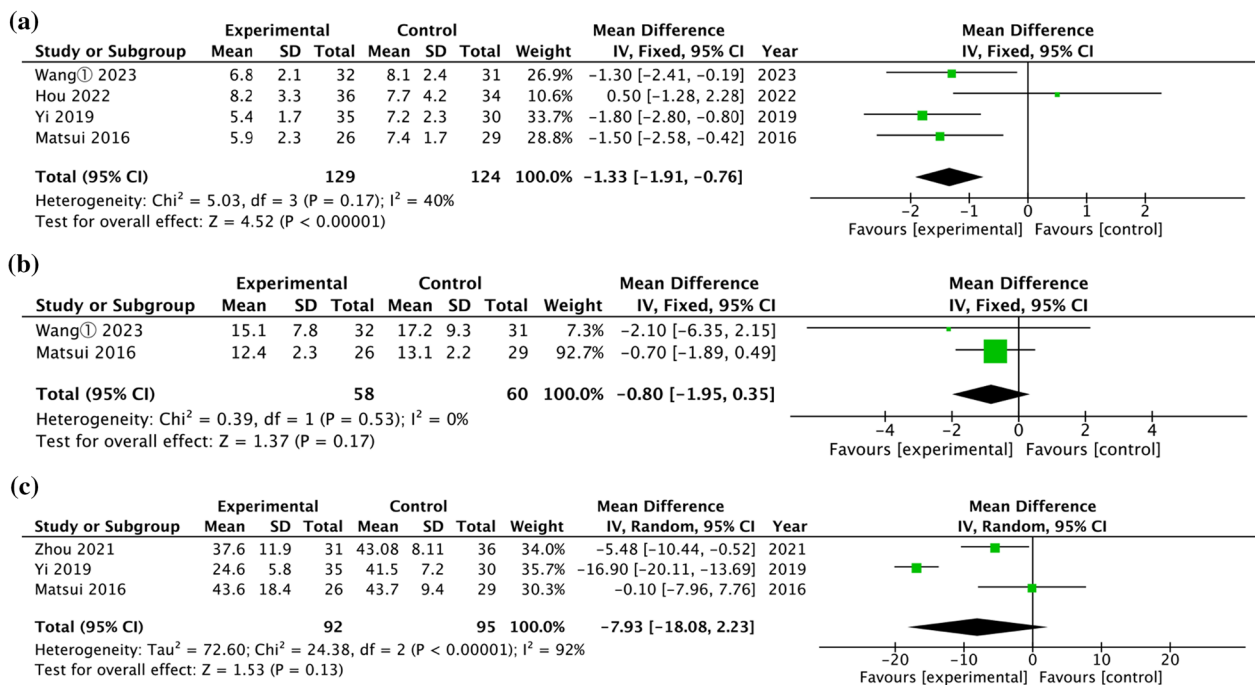 (a)
Experimental Control Mean Difference Mean Difference
Study or Subgroup Mean SD Total Mean SD Total Weight IV, Fixed, 95% CI Year IV, Fixed, 95% CI
Wang① 2023 6.8 2.1 32 8.1 2.4 31 26.9% −1.30 [−2.41, −0.19] 2023
Hou 2022 8.2 3.3 36 7.7 4.2 34 10.6% 0.50 [−1.28, 2.28] 2022
Yi 2019 5.4 1.7 35 7.2 2.3 30 33.7% −1.80 [−2.80, −0.80] 2019
Matsui 2016 5.9 2.3 26 7.4 1.7 29 28.8% −1.50 [−2.58, −0.42] 2016
Total (95% CI) 129 124 100.0% −1.33 [−1.91, −0.76]
Heterogeneity: Chi² = 5.03, df = 3 (P = 0.17); I² = 40%
Test for overall effect: Z = 4.52 (P < 0.00001)
−2 −1 0 1 2
Favours [experimental] Favours [control]
(b)
Experimental Control Mean Difference Mean Difference
Study or Subgroup Mean SD Total Mean SD Total Weight IV, Fixed, 95% CI IV, Fixed, 95% CI
Wang① 2023 15.1 7.8 32 17.2 9.3 31 7.3% −2.10 [−6.35, 2.15]
Matsui 2016 12.4 2.3 26 13.1 2.2 29 92.7% −0.70 [−1.89, 0.49]
Total (95% CI) 58 60 100.0% −0.80 [−1.95, 0.35]
Heterogeneity: Chi² = 0.39, df = 1 (P = 0.53); I² = 0%
Test for overall effect: Z = 1.37 (P = 0.17)
−4 −2 0 2 4
Favours [experimental] Favours [control]
(c)
Experimental Control Mean Difference Mean Difference
Study or Subgroup Mean SD Total Mean SD Total Weight IV, Random, 95% CI Year IV, Random, 95% CI
Zhou 2021 37.6 11.9 31 43.08 8.11 36 34.0% −5.48 [−10.44, −0.52] 2021
Yi 2019 24.6 5.8 35 41.5 7.2 30 35.7% −16.90 [−20.11, −13.69] 2019
Matsui 2016 43.6 18.4 26 43.7 9.4 29 30.3% −0.10 [−7.96, 7.76] 2016
Total (95% CI) 92 95 100.0% −7.93 [−18.08, 2.23]
Heterogeneity: Tau² = 72.60; Chi² = 24.38, df = 2 (P < 0.00001); I² = 92%
Test for overall effect: Z = 1.53 (P = 0.13)
−20 −10 0 10 20
Favours [experimental] Favours [control]